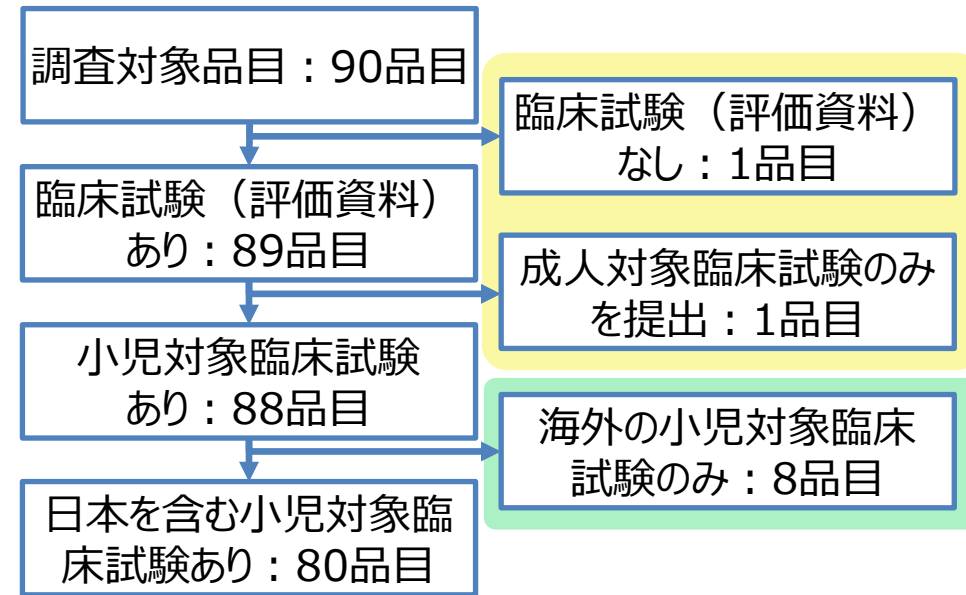 調査対象品目：90品目
臨床試験（評価資料）
なし：1品目
臨床試験（評価資料）
あり：89品目
成人対象臨床試験のみ
を提出：1品目
小児対象臨床試験
あり：88品目
海外の小児対象臨床
試験のみ：8品目
日本を含む小児対象臨
床試験あり：80品目